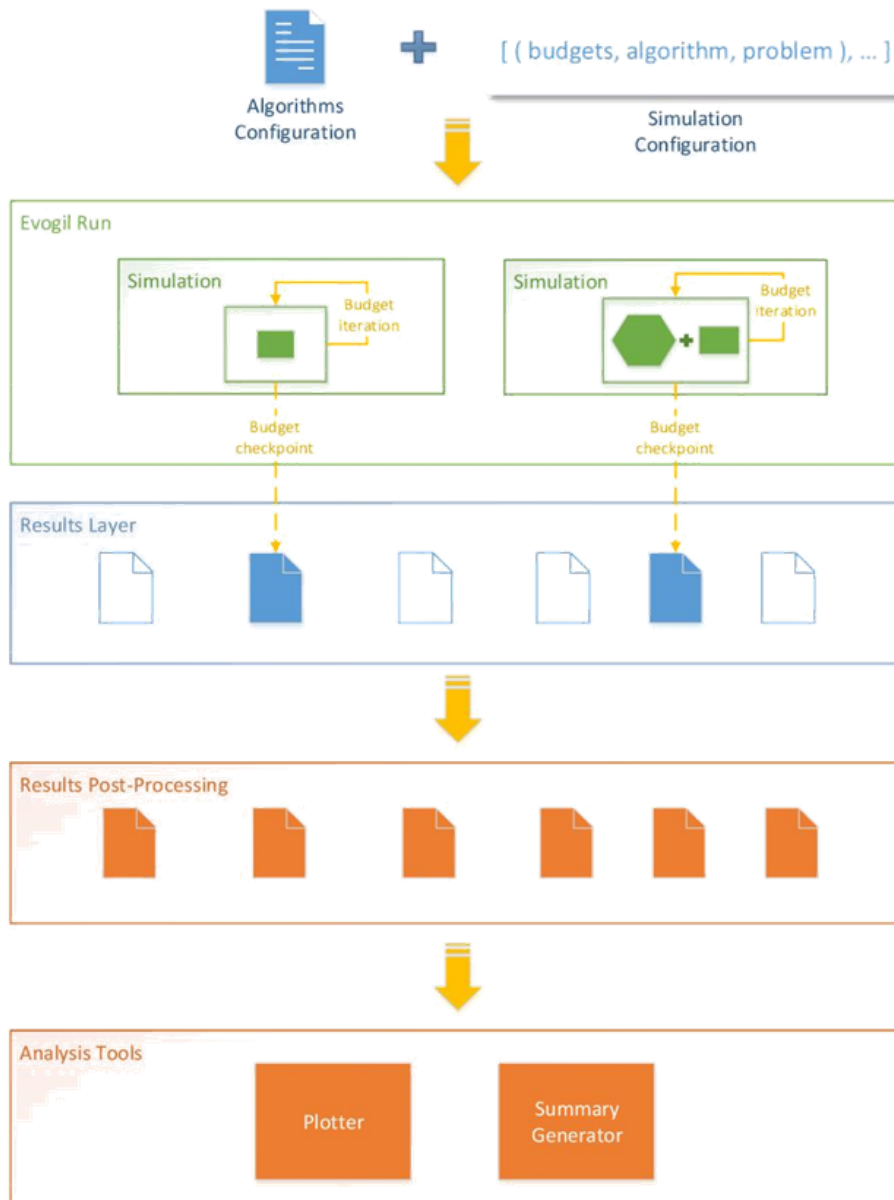 [ ( budgets, algorithm, problem ), ... ]
Algorithms
Configuration
Simulation
Configuration
Evogil Run
Simulation
Budget
iteration
Simulation
Budget
iteration
Budget
checkpoint
Budget
checkpoint
Results Layer
Results Post-Processing
Analysis Tools
Plotter
Summary
Generator